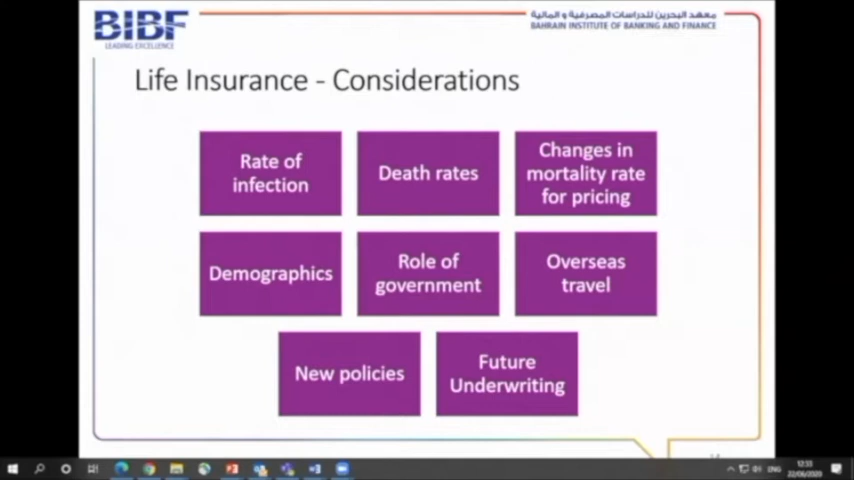 BIBF
LEADING EXCELLENCE
معهد البحرين للدراسات المصرفية و المالية
BAHRAIN INSTITUTE OF BANKING AND FINANCE
Life Insurance - Considerations
Rate of
infection
Death rates
Changes in
mortality rate
for pricing
Demographics
Role of
government
Overseas
travel
New policies
Future
Underwriting
ENG
12:33
22/06/2020